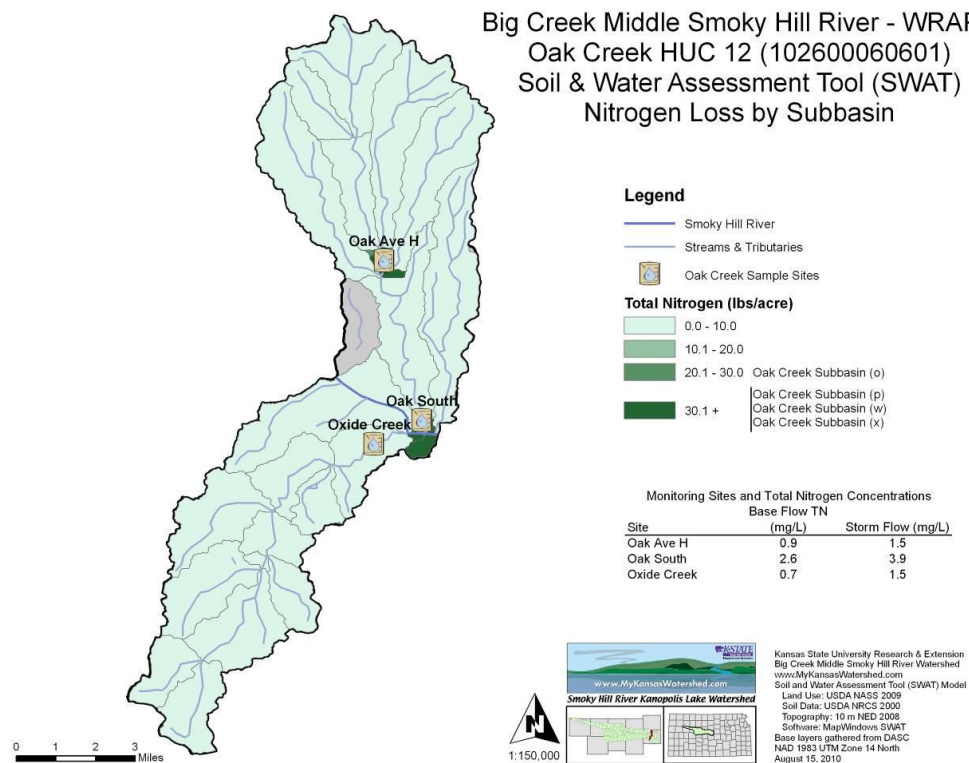 Big Creek Middle Smoky Hill River - WRAP
Oak Creek HUC 12 (102600060601)
Soil & Water Assessment Tool (SWAT)
Nitrogen Loss by Subbasin
Legend
Smoky Hill River
Streams & Tributaries
Oak Creek Sample Sites
Total Nitrogen (lbs/acre)
0.0 - 10.0
10.1 - 20.0
20.1 - 30.0 Oak Creek Subbasin (o)
30.1 +
Oak Creek Subbasin (p)
Oak Creek Subbasin (w)
Oak Creek Subbasin (x)
Oak Ave H
Oak South
Oxide Creek
Monitoring Sites and Total Nitrogen Concentrations
Base Flow TN
Site (mg/L) Storm Flow (mg/L)
Oak Ave H 0.9 1.5
Oak South 2.6 3.9
Oxide Creek 0.7 1.5
0 1 2 3
Miles
N
1:150,000
K-STATE
www.MyKansasWatershed.com
Smoky Hill River Kanopolis Lake Watershed
Kansas State University Research & Extension
Big Creek Middle Smoky Hill River Watershed
www.MyKansasWatershed.com
Soil and Water Assessment Tool (SWAT) Model
Land Use: USDA NASS 2009
Soil Data: USDA NRCS 2000
Topography: 10 m NED 2008
Software: MapWindows SWAT
Base layers gathered from DASC
NAD 1983 UTM Zone 14 North
August 15, 2010